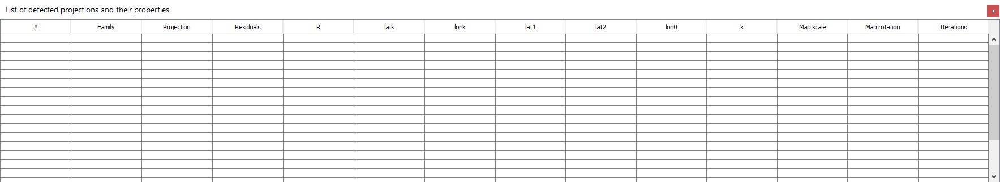 List of detected projections and their properties
x
# Family Projection Residuals R latk lonk lat1 lat2 lon0 k Map scale Map rotation Iterations